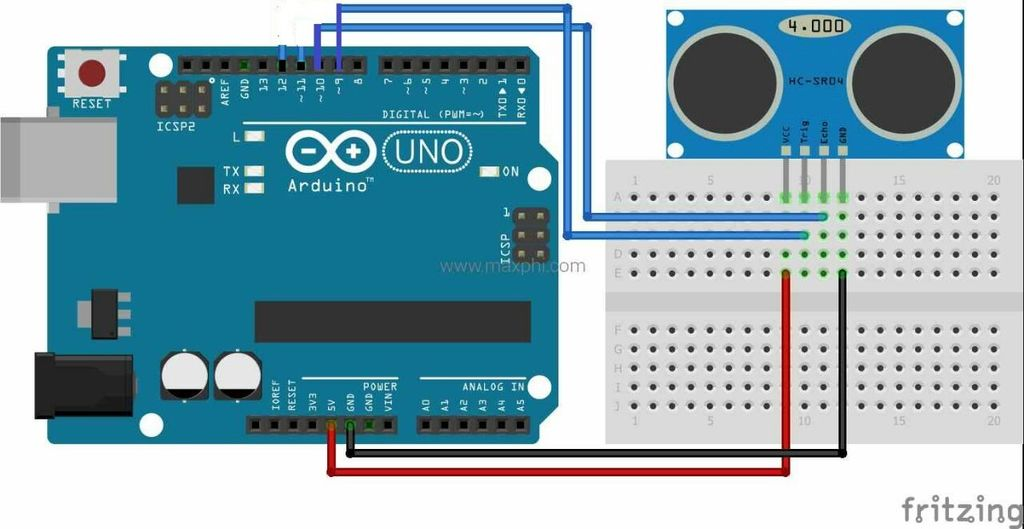 4.000
HC-SR04
VCC
Trig
Echo
GND
RESET
ICSP2
AREF
GND
13
12
~11
~10
~9
8
7
~6
~5
4
~3
2
TX0 ▶ 1
RX0 ◀ 0
DIGITAL (PWM=~)
L
TX
RX
UNO
ON
Arduino™
1
ICSP
www.maxphi.com
POWER
ANALOG IN
IOREF
RESET
3V3
5V
GND
GND
VIN
A0
A1
A2
A3
A4
A5
1 5 10 15 20
A
D
E
F
G
H
I
J
1 5 15 20
fritzing